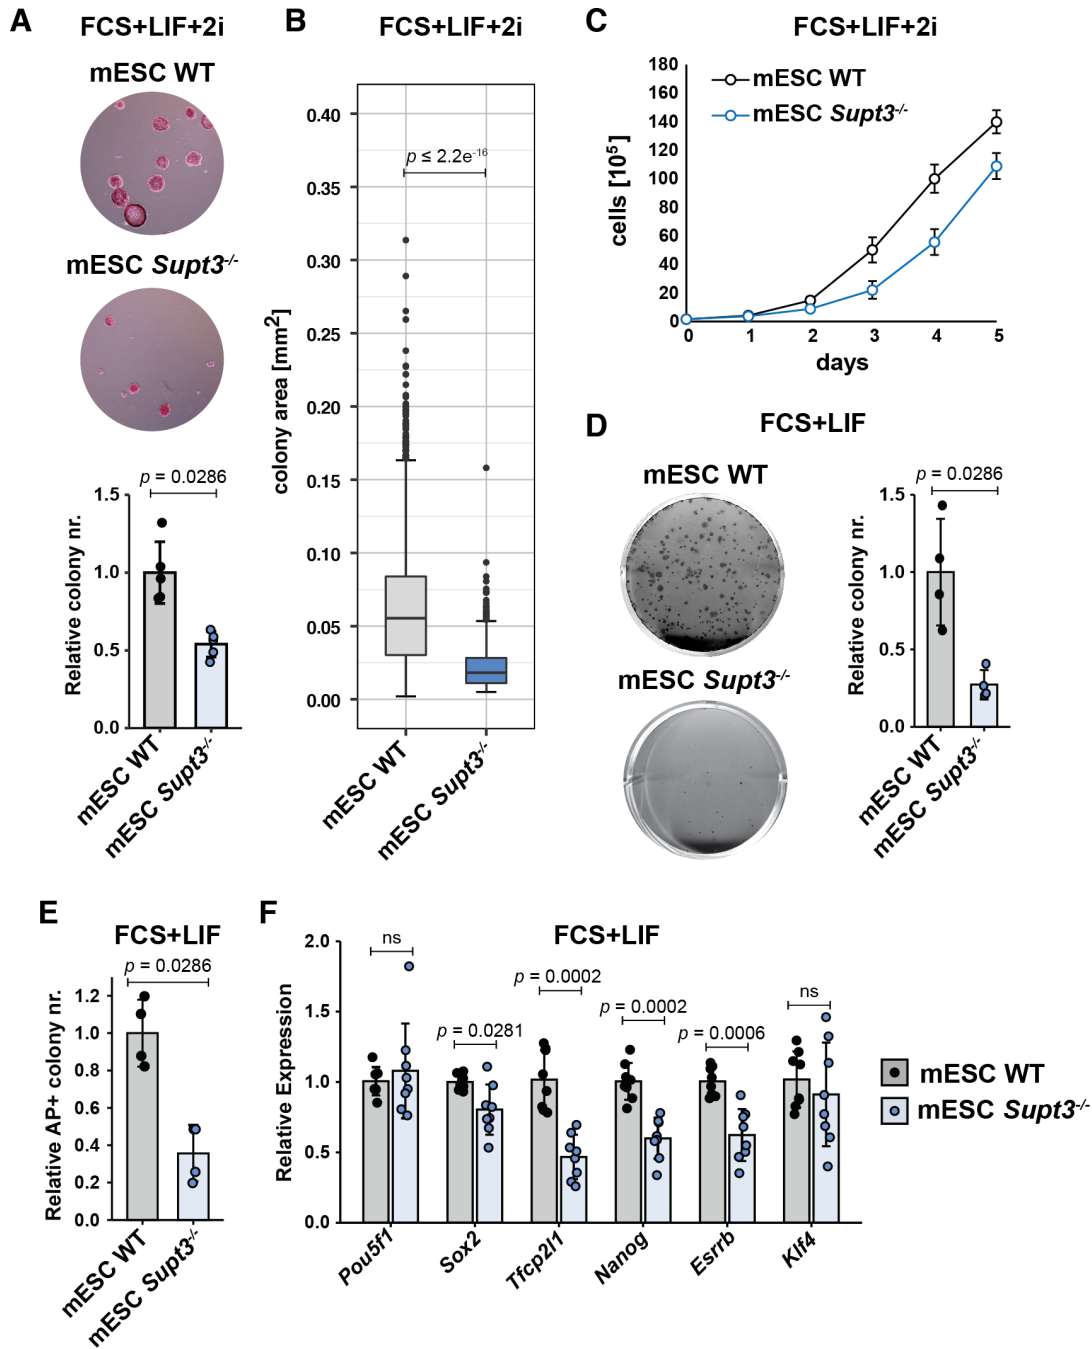 A
FCS+LIF+2i
mESC WT
mESC Supt3-/-
p = 0.0286
Relative colony nr.
1.5
1.0
0.5
0.0
mESC WT
mESC Supt3-/-
B
FCS+LIF+2i
colony area [mm2]
0.40
0.35
0.30
0.25
0.20
0.15
0.10
0.05
0.00
p ≤ 2.2e-16
mESC WT
mESC Supt3-/-
C
FCS+LIF+2i
cells [105]
180
160
140
120
100
80
60
40
20
0
mESC WT
mESC Supt3-/-
0 1 2 3 4 5
days
D
FCS+LIF
mESC WT
mESC Supt3-/-
p = 0.0286
Relative colony nr.
1.5
1.0
0.5
0.0
mESC WT
mESC Supt3-/-
E
FCS+LIF
p = 0.0286
Relative AP+ colony nr.
1.2
1.0
0.8
0.6
0.4
0.2
0.0
mESC WT
mESC Supt3-/-
F
FCS+LIF
Relative Expression
2.0
1.5
1.0
0.5
0.0
ns
p = 0.0281
p = 0.0002
p = 0.0002
p = 0.0006
ns
Pou5f1
Sox2
Tfcp2l1
Nanog
Esrrb
Klf4
mESC WT
mESC Supt3-/-